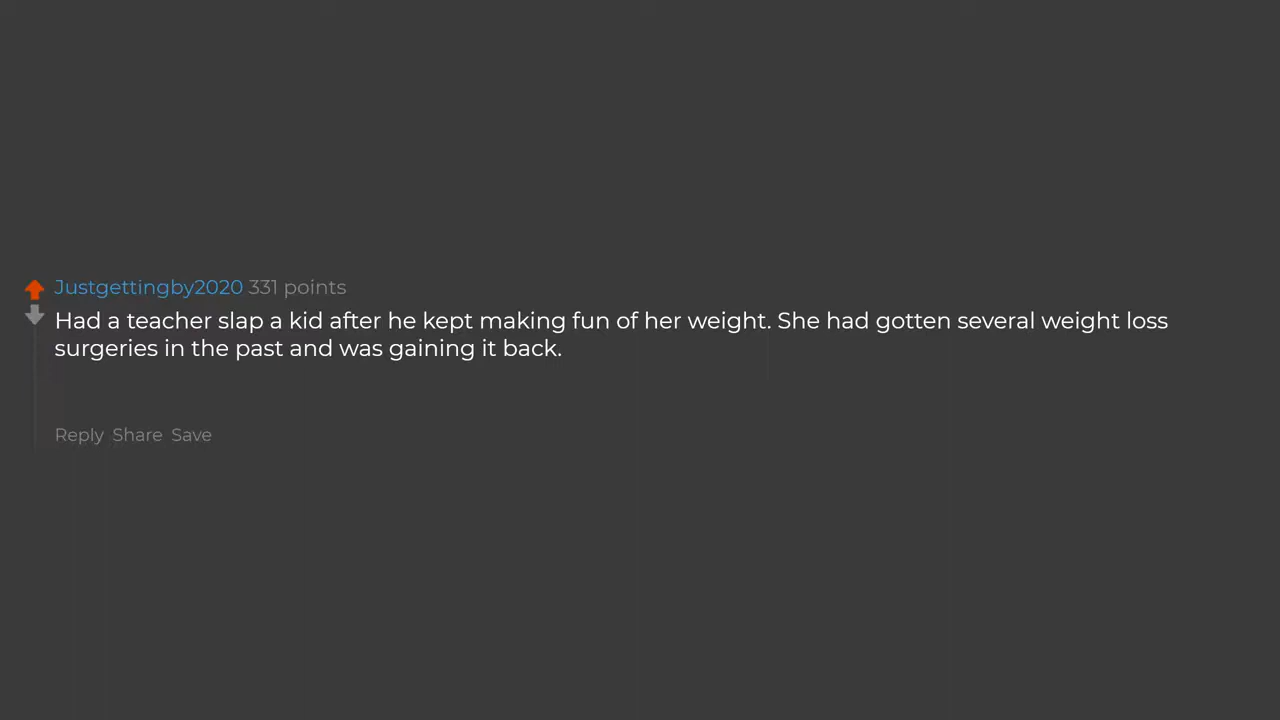 Justgettingby2020 331 points
Had a teacher slap a kid after he kept making fun of her weight. She had gotten several weight loss
surgeries in the past and was gaining it back.
Reply Share Save